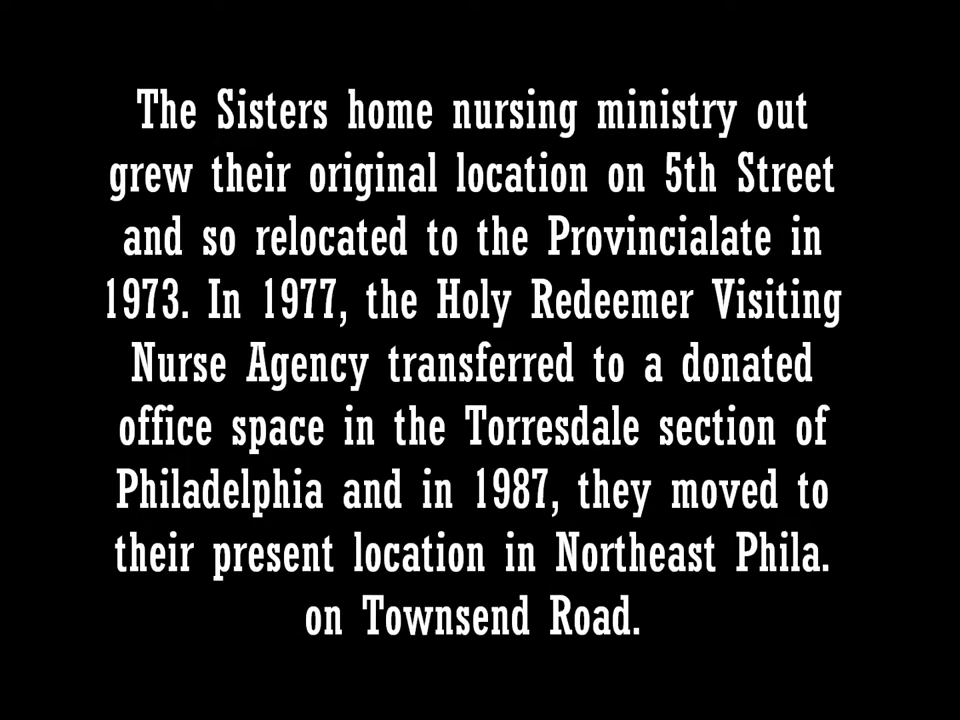 The Sisters home nursing ministry out
grew their original location on 5th Street
and so relocated to the Provincialate in
1973. In 1977, the Holy Redeemer Visiting
Nurse Agency transferred to a donated
office space in the Torresdale section of
Philadelphia and in 1987, they moved to
their present location in Northeast Phila.
on Townsend Road.